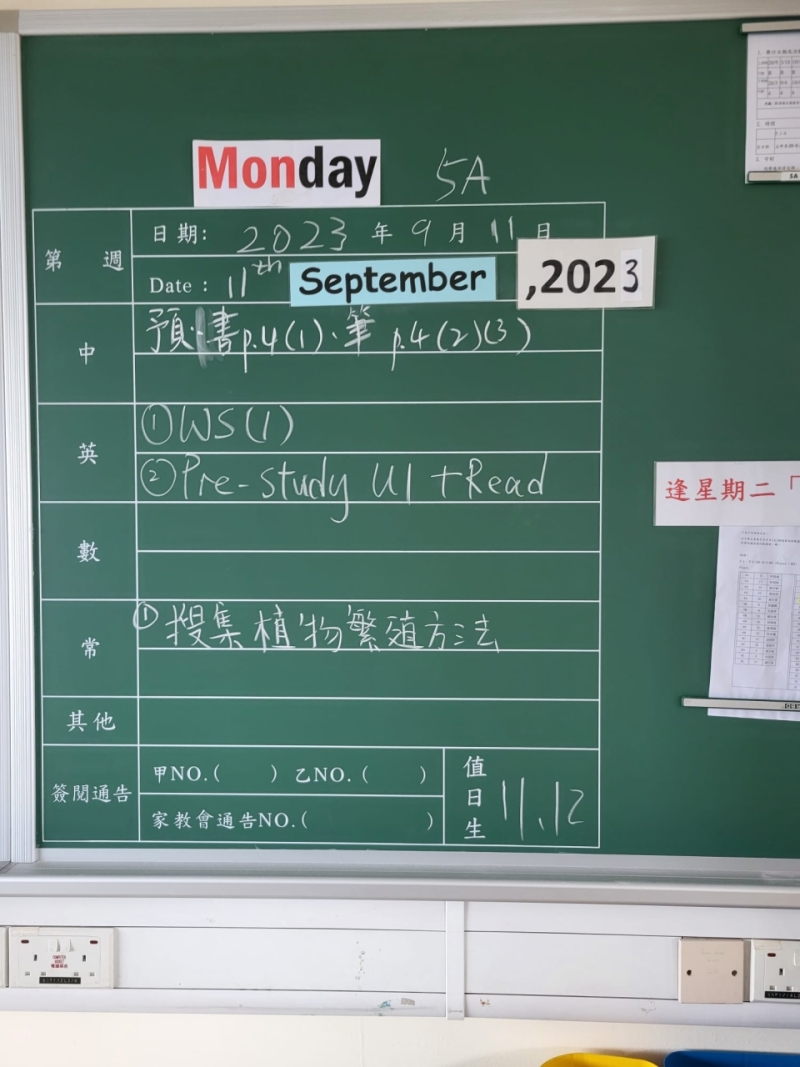 Monday 5A
第 週
日期: 2023 年 9 月 11 日
Date : 11th September ,2023
中
預·書p.4(1)、筆 p.4(2)(3)
英
①WS(1)
②Pre-study U1 + Read
數
常
①搜集植物繁殖方法
其他
簽閱通告
甲NO.( ) 乙NO.( )
家教會通告NO.( )
值日生 11、12
逢星期二「
5A